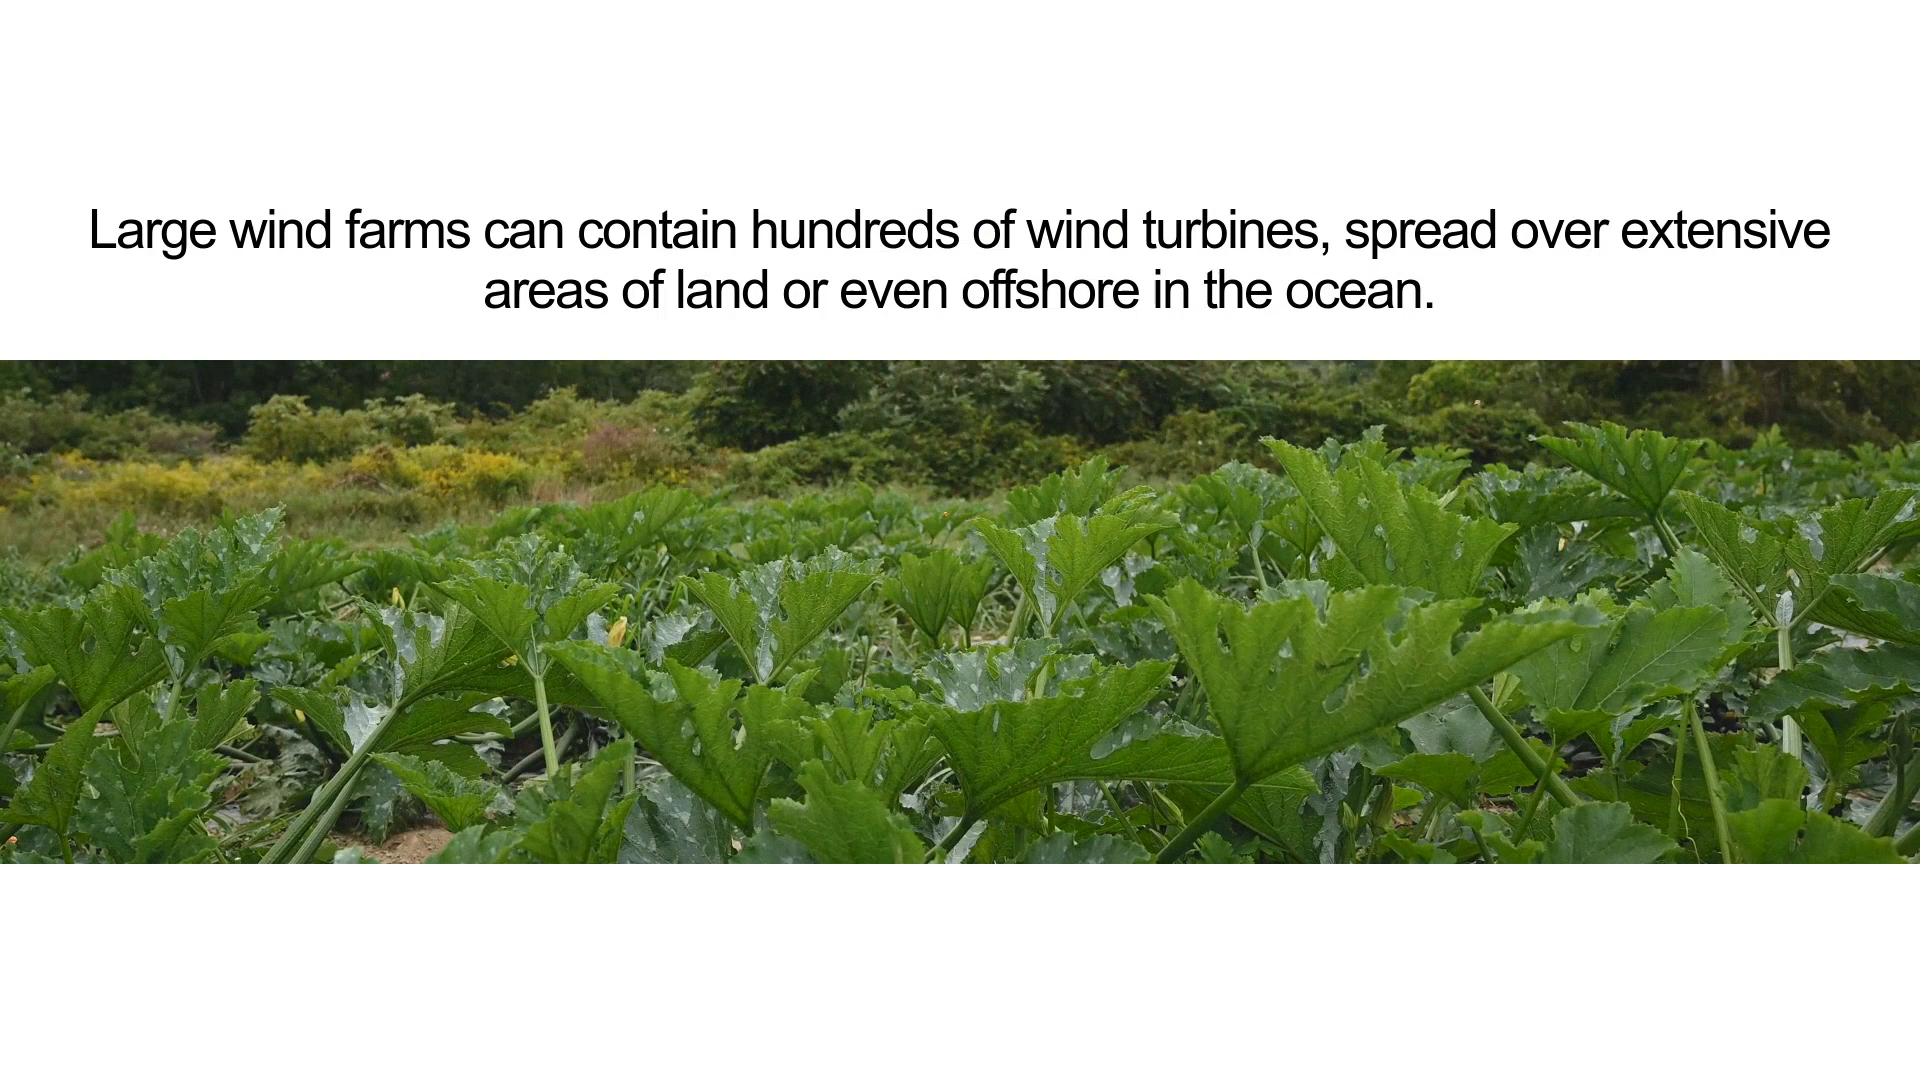 Large wind farms can contain hundreds of wind turbines, spread over extensive
areas of land or even offshore in the ocean.